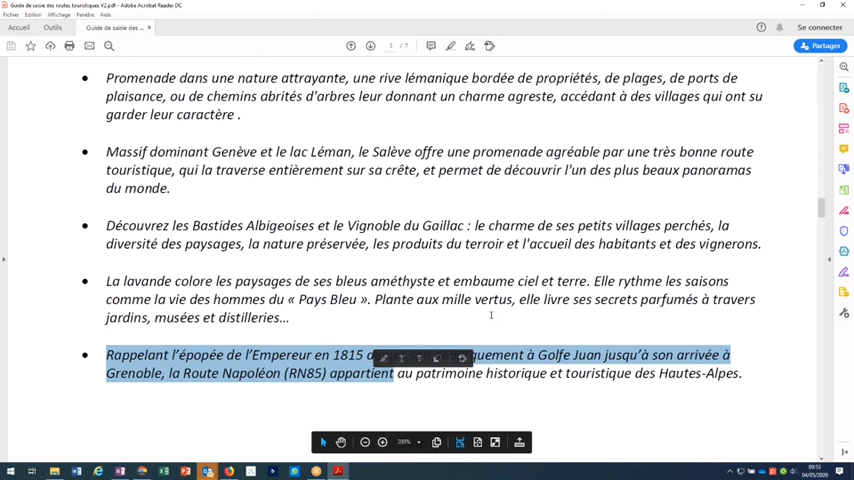 Guide de saisie des routes touristiques V2.pdf - Adobe Acrobat Reader DC
Fichier Edition Affichage Fenêtre Aide
Accueil Outils Guide de saisie des ... × Se connecter
3 / 7 Partager
• Promenade dans une nature attrayante, une rive lémanique bordée de propriétés, de plages, de ports de
plaisance, ou de chemins abrités d'arbres leur donnant un charme agreste, accédant à des villages qui ont su
garder leur caractère .
• Massif dominant Genève et le lac Léman, le Salève offre une promenade agréable par une très bonne route
touristique, qui la traverse entièrement sur sa crête, et permet de découvrir l'un des plus beaux panoramas
du monde.
• Découvrez les Bastides Albigeoises et le Vignoble du Gaillac : le charme de ses petits villages perchés, la
diversité des paysages, la nature préservée, les produits du terroir et l'accueil des habitants et des vignerons.
• La lavande colore les paysages de ses bleus améthyste et embaume ciel et terre. Elle rythme les saisons
comme la vie des hommes du « Pays Bleu ». Plante aux mille vertus, elle livre ses secrets parfumés à travers
jardins, musées et distilleries...
• Rappelant l'épopée de l'Empereur en 1815 à Golfe Juan jusqu'à son arrivée à
Grenoble, la Route Napoléon (RN85) appartient au patrimoine historique et touristique des Hautes-Alpes.
200%
09:53
04/05/2020